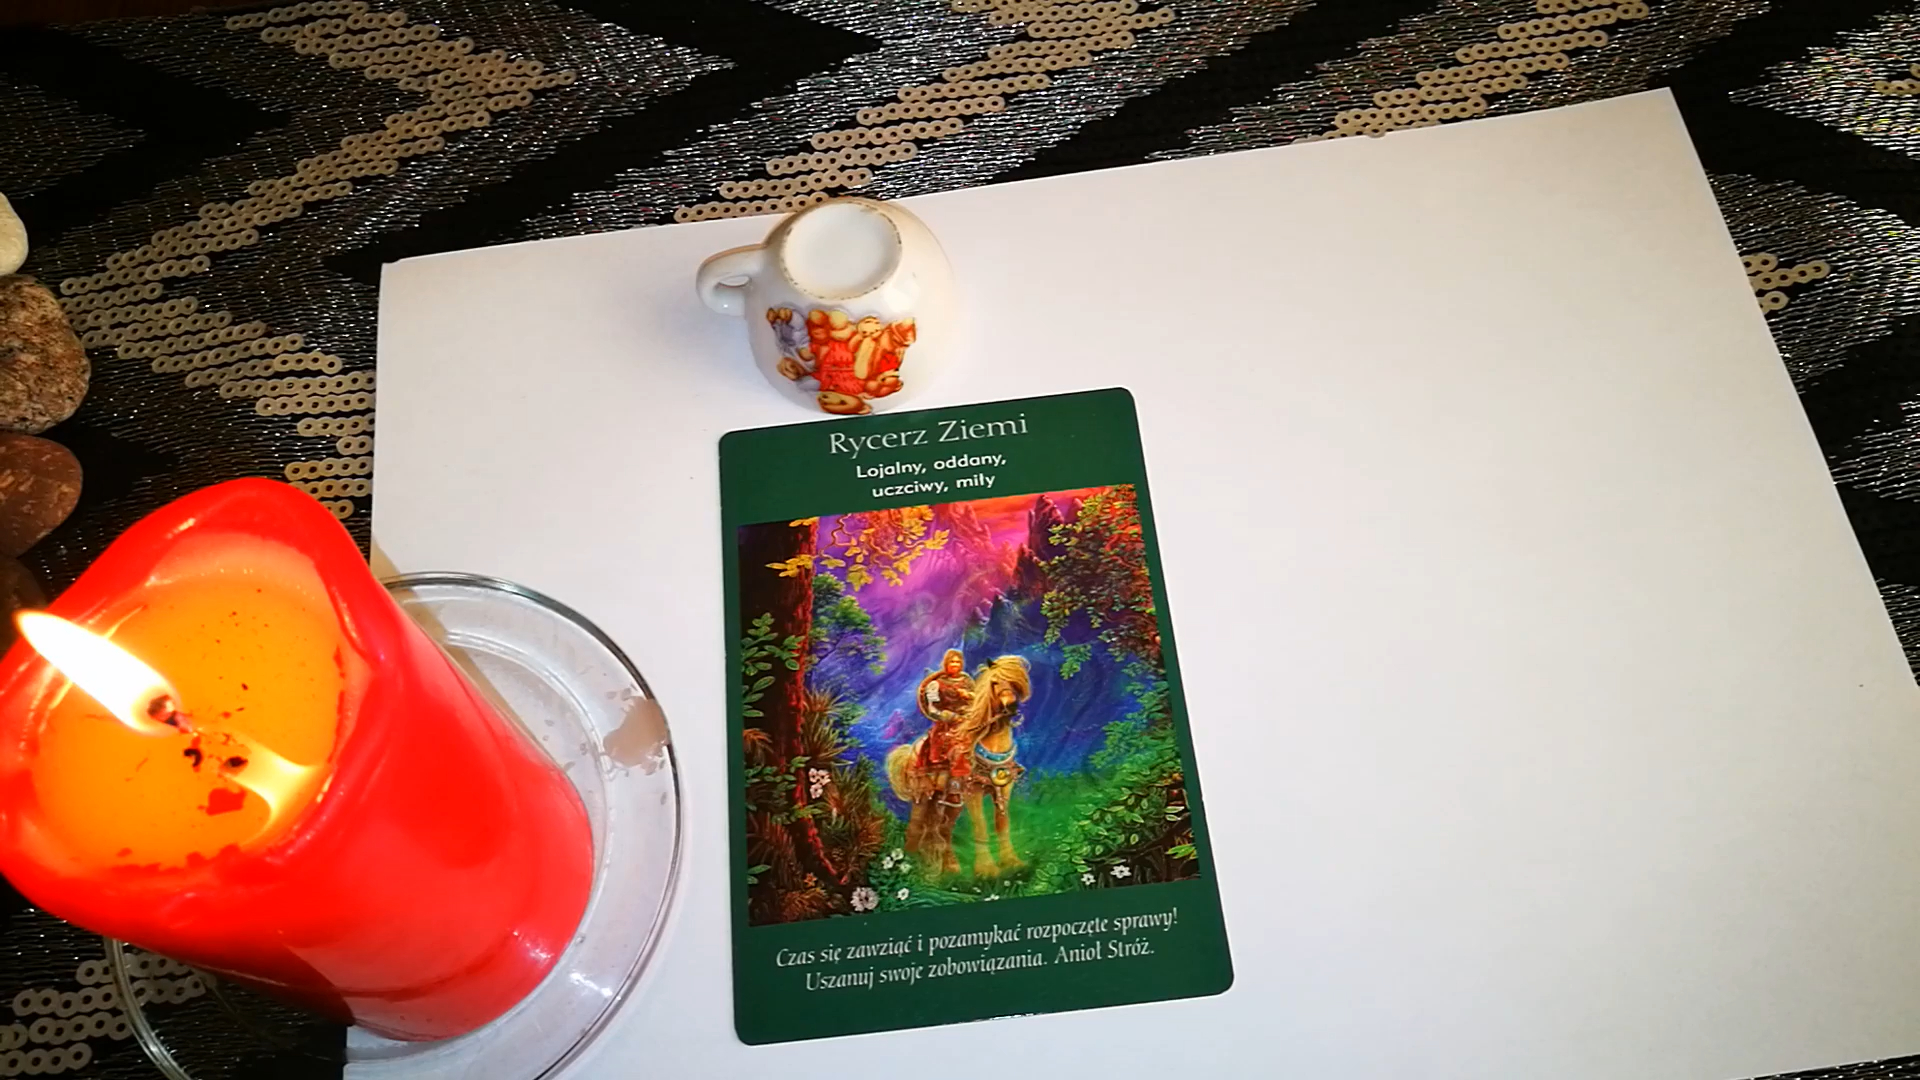 Rycerz Ziemi
Lojalny, oddany,
uczciwy, miły
Czas się zawziąć i pozamykać rozpoczęte sprawy!
Uszanuj swoje zobowiązania. Anioł Stróż.